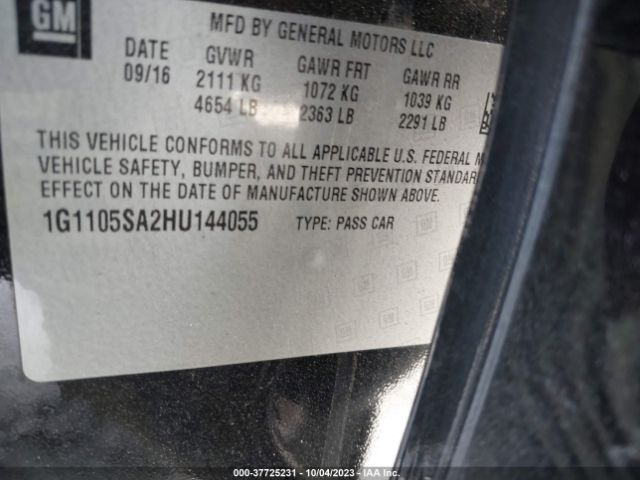 GM
MFD BY GENERAL MOTORS LLC
DATE GVWR GAWR FRT GAWR RR
09/16 2111 KG 1072 KG 1039 KG
4654 LB 2363 LB 2291 LB
THIS VEHICLE CONFORMS TO ALL APPLICABLE U.S. FEDERAL M
VEHICLE SAFETY, BUMPER, AND THEFT PREVENTION STANDAR
EFFECT ON THE DATE OF MANUFACTURE SHOWN ABOVE.
1G1105SA2HU144055 TYPE: PASS CAR
000-37725231 - 10/04/2023 - IAA Inc.